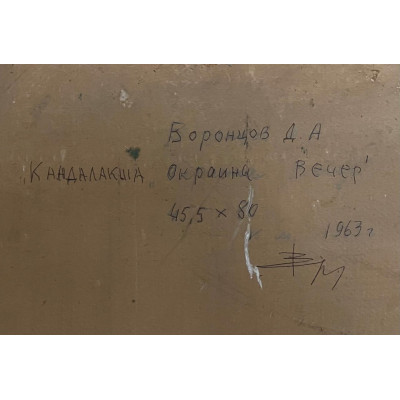 Воронцов Д.А
"Кандалакша окраина Вечер"
45,5 × 80
1963 г